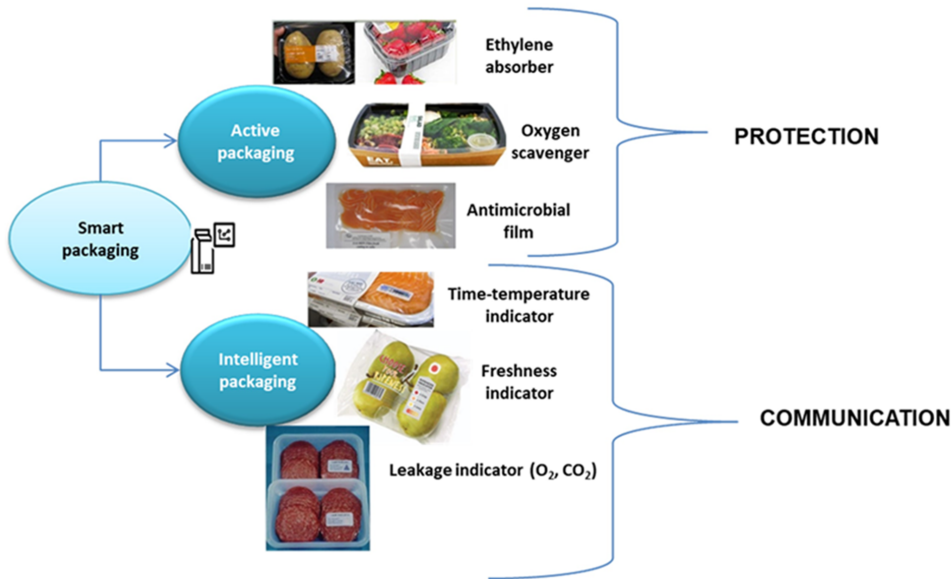 Ethylene
absorber
Active
packaging
Oxygen
scavenger
EAT.
PROTECTION
Smart
packaging
Antimicrobial
film
Time-temperature
indicator
Intelligent
packaging
Freshness
indicator
COMMUNICATION
Leakage indicator (O₂, CO₂)